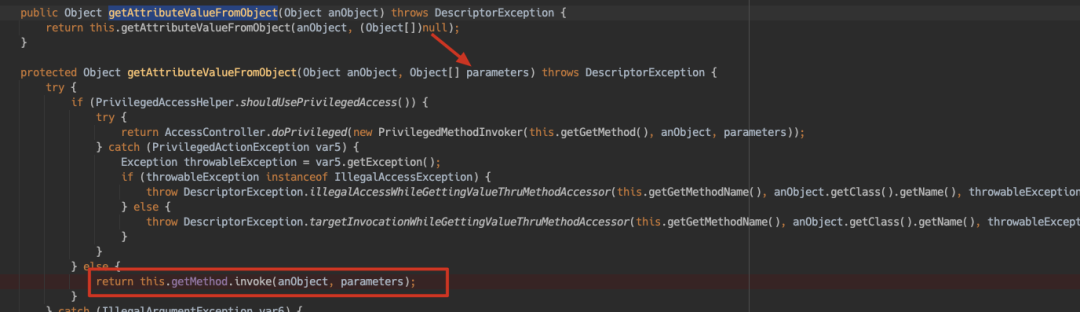 public Object getAttributeValueFromObject(Object anObject) throws DescriptorException {
return this.getAttributeValueFromObject(anObject, (Object[])null);
}
protected Object getAttributeValueFromObject(Object anObject, Object[] parameters) throws DescriptorException {
try {
if (PrivilegedAccessHelper.shouldUsePrivilegedAccess()) {
try {
return AccessController.doPrivileged(new PrivilegedMethodInvoker(this.getGetMethod(), anObject, parameters));
} catch (PrivilegedActionException var5) {
Exception throwableException = var5.getException();
if (throwableException instanceof IllegalAccessException) {
throw DescriptorException.illegalAccessWhileGettingValueThruMethodAccessor(this.getGetMethodName(), anObject.getClass().getName(), throwableException
} else {
throw DescriptorException.targetInvocationWhileGettingValueThruMethodAccessor(this.getGetMethodName(), anObject.getClass().getName(), throwableExcep
}
}
} else {
return this.getMethod.invoke(anObject, parameters);
}
} catch (IllegalArgumentException var6) {